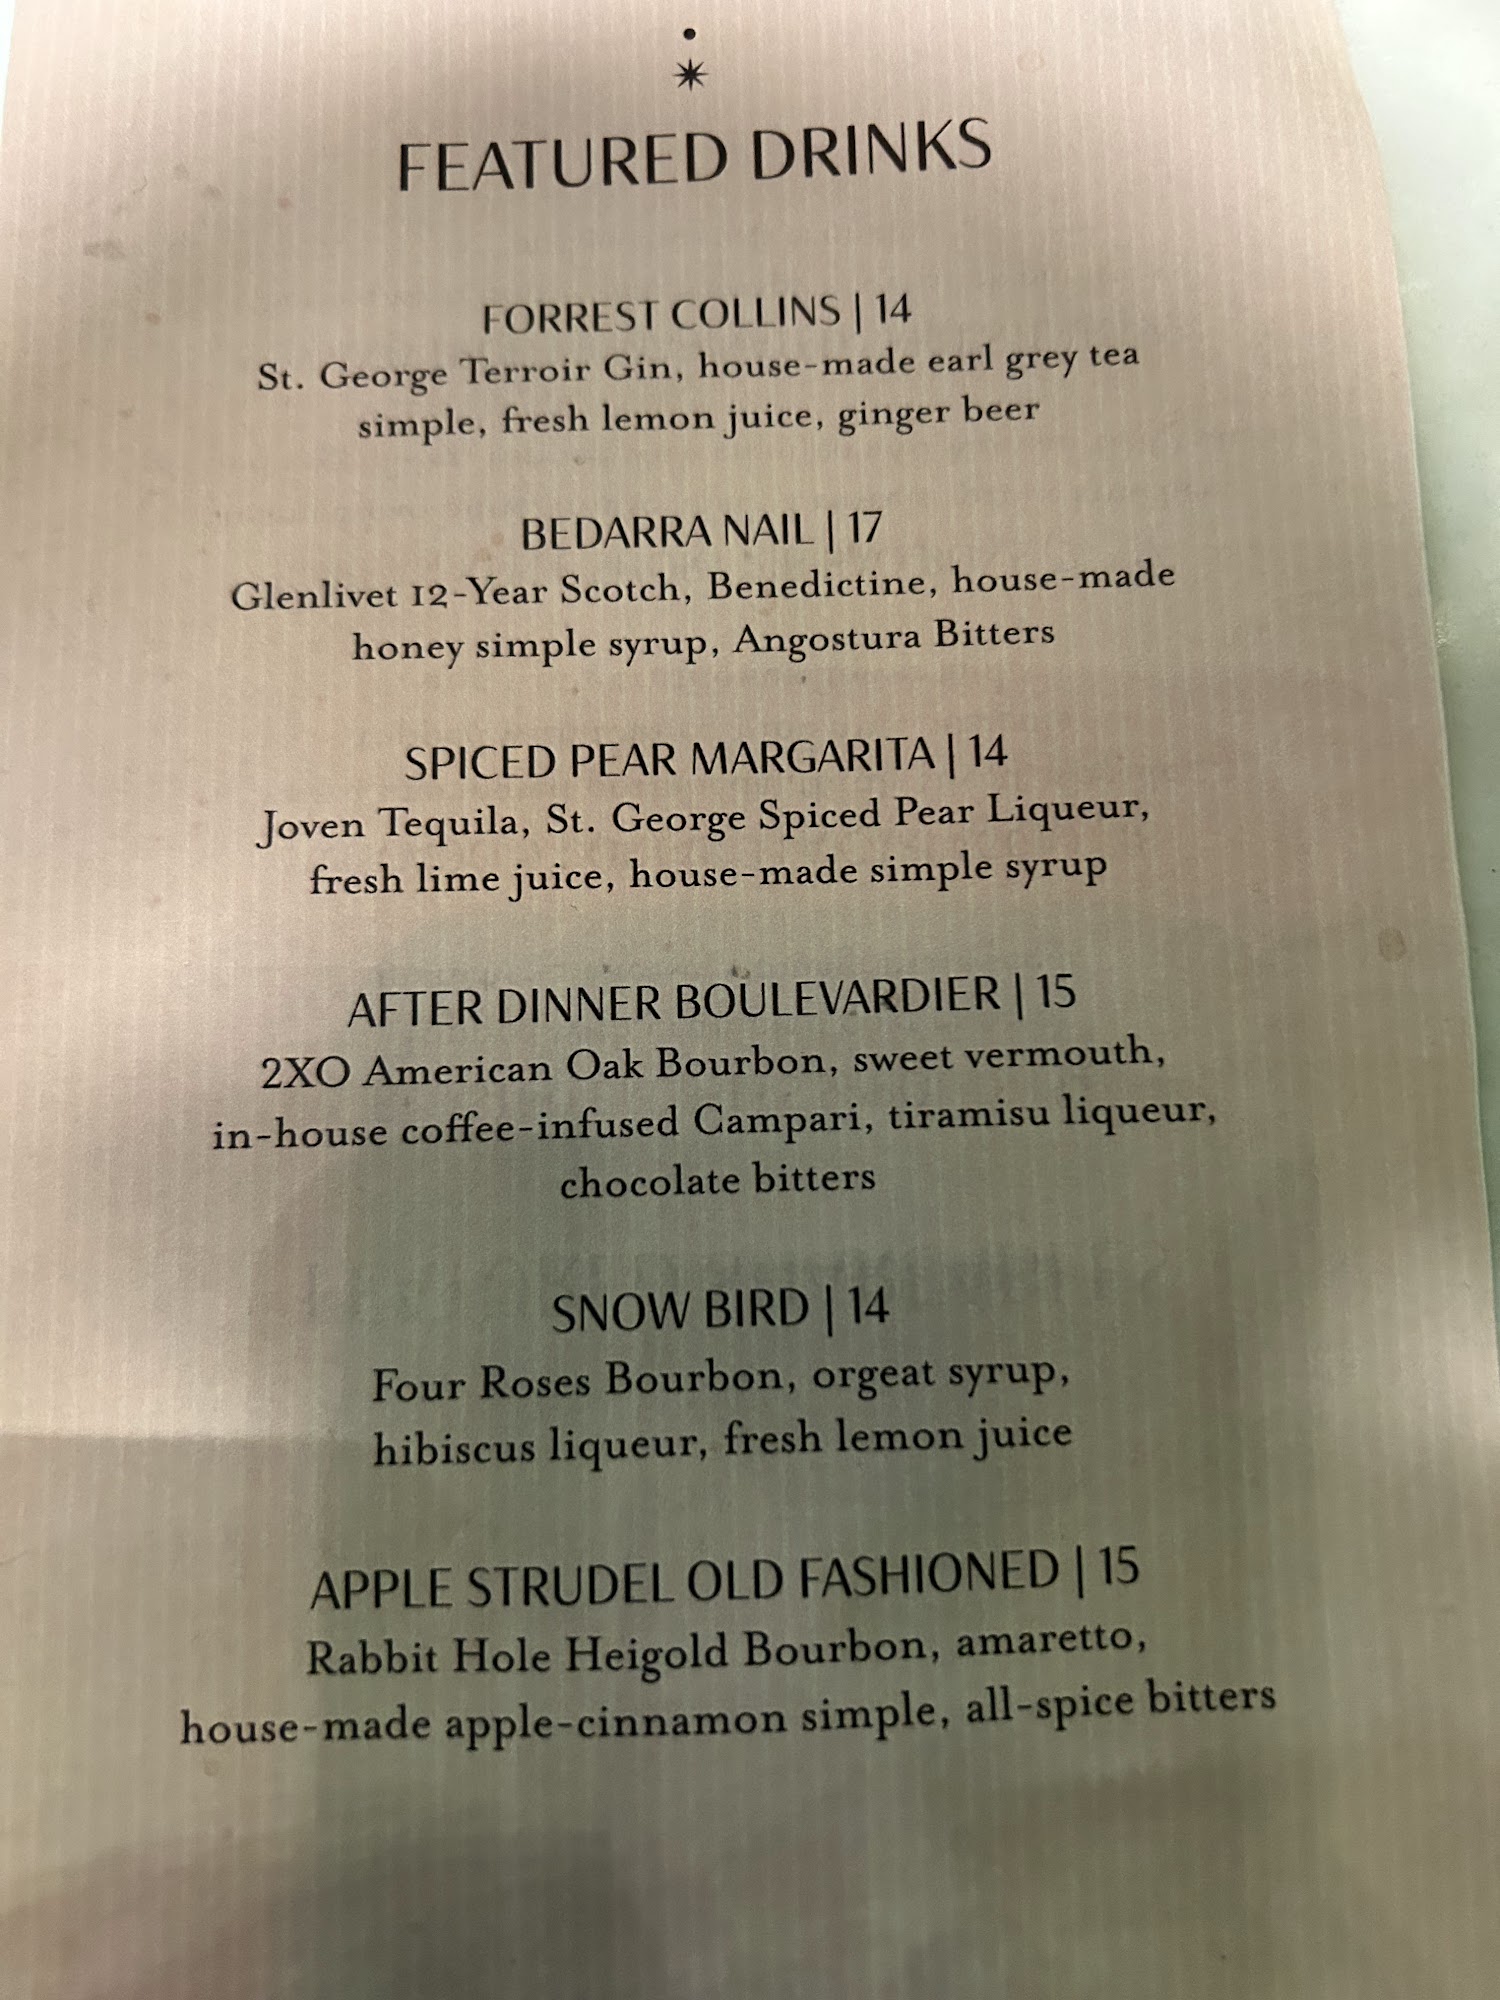 FEATURED DRINKS
FORREST COLLINS | 14
St. George Terroir Gin, house-made earl grey tea
simple, fresh lemon juice, ginger beer
BEDARRA NAIL | 17
Glenlivet 12-Year Scotch, Benedictine, house-made
honey simple syrup, Angostura Bitters
SPICED PEAR MARGARITA | 14
Joven Tequila, St. George Spiced Pear Liqueur,
fresh lime juice, house-made simple syrup
AFTER DINNER BOULEVARDIER | 15
2XO American Oak Bourbon, sweet vermouth,
in-house coffee-infused Campari, tiramisu liqueur,
chocolate bitters
SNOW BIRD | 14
Four Roses Bourbon, orgeat syrup,
hibiscus liqueur, fresh lemon juice
APPLE STRUDEL OLD FASHIONED | 15
Rabbit Hole Heigold Bourbon, amaretto,
house-made apple-cinnamon simple, all-spice bitters